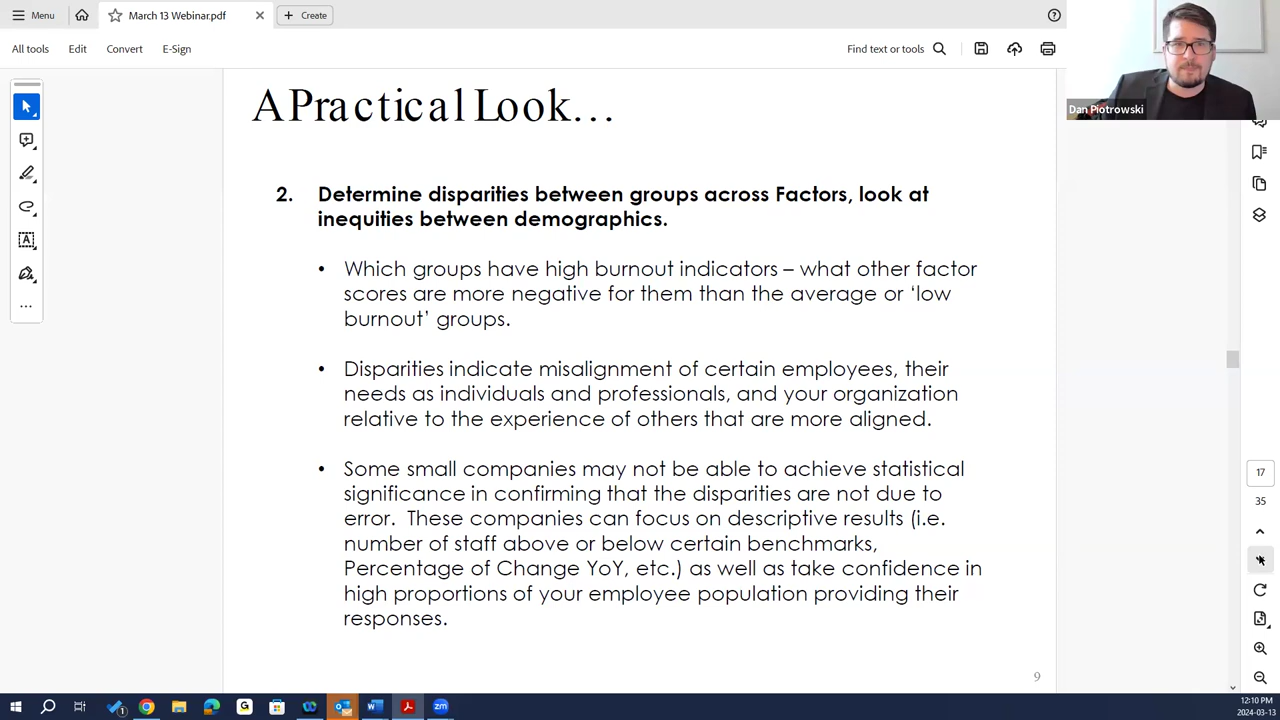 Menu
March 13 Webinar.pdf
Create
All tools
Edit
Convert
E-Sign
Find text or tools
Dan Piotrowski
A Practical Look...
2. Determine disparities between groups across Factors, look at
inequities between demographics.
• Which groups have high burnout indicators – what other factor
scores are more negative for them than the average or ‘low
burnout’ groups.
• Disparities indicate misalignment of certain employees, their
needs as individuals and professionals, and your organization
relative to the experience of others that are more aligned.
• Some small companies may not be able to achieve statistical
significance in confirming that the disparities are not due to
error.  These companies can focus on descriptive results (i.e.
number of staff above or below certain benchmarks,
Percentage of Change YoY, etc.) as well as take confidence in
high proportions of your employee population providing their
responses.
9
17
35
12:10 PM
2024-03-13